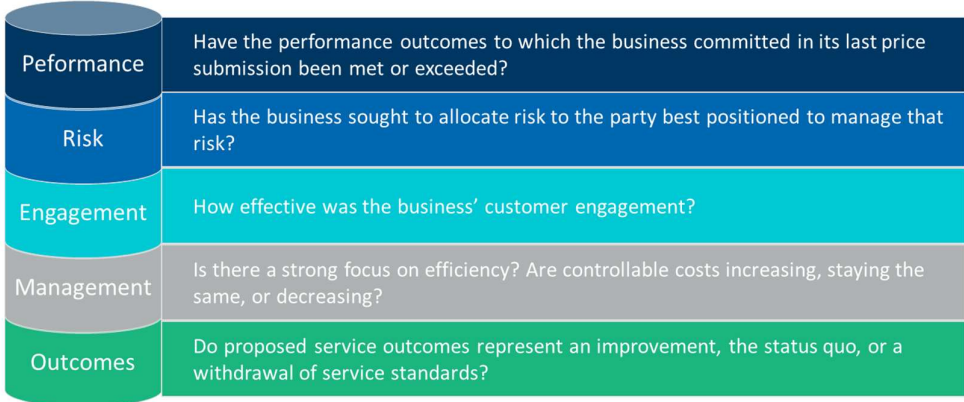 Peformance
Have the performance outcomes to which the business committed in its last price
submission been met or exceeded?
Risk
Has the business sought to allocate risk to the party best positioned to manage that
risk?
Engagement
How effective was the business’ customer engagement?
Management
Is there a strong focus on efficiency? Are controllable costs increasing, staying the
same, or decreasing?
Outcomes
Do proposed service outcomes represent an improvement, the status quo, or a
withdrawal of service standards?